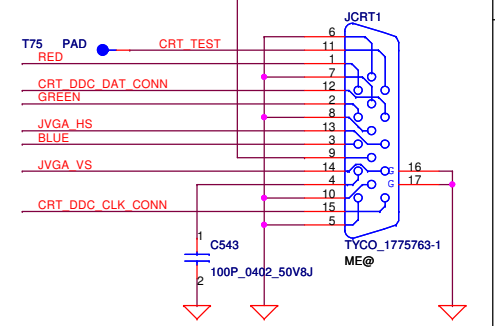 JCRT1
6
T75 PAD CRT_TEST 11
RED 1
7
CRT_DDC_DAT_CONN 12
GREEN 2
8
JVGA_HS 13
BLUE 3
9
JVGA_VS 14 G 16
4 G 17
10
CRT_DDC_CLK_CONN 15
5
1
C543 TYCO_1775763-1
ME@
100P_0402_50V8J
2